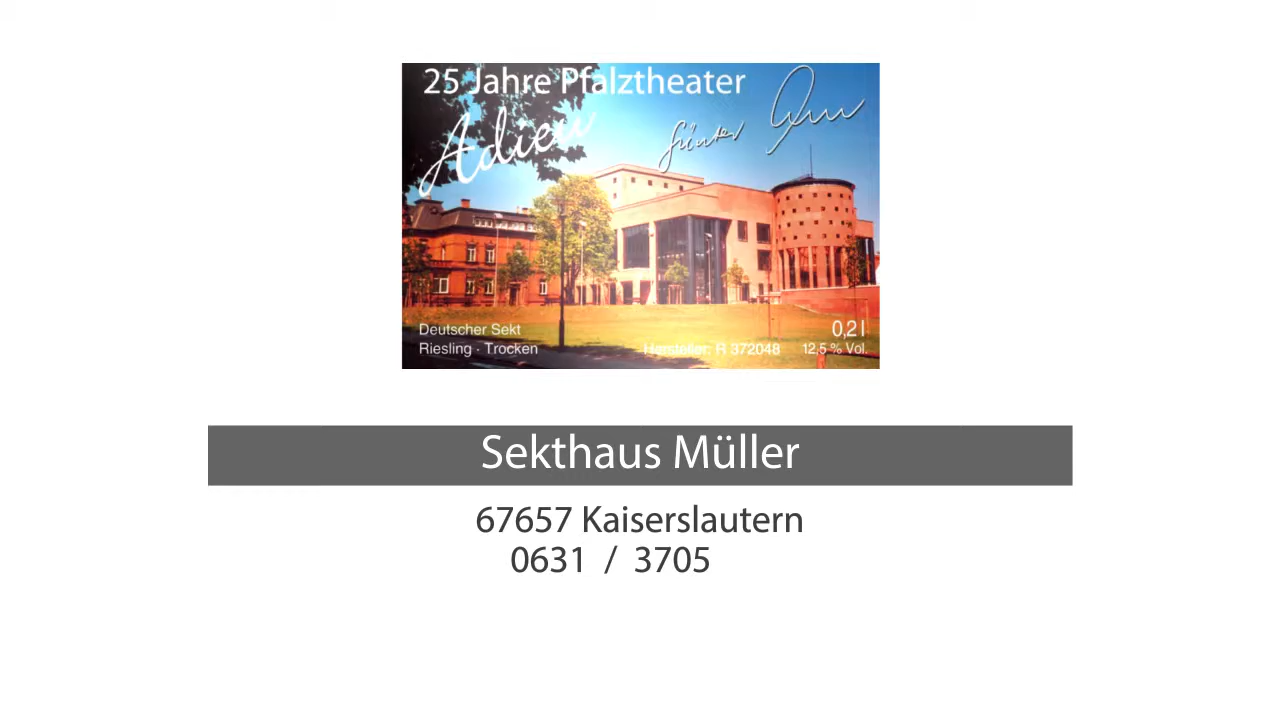 25 Jahre Pfalztheater
Adieu
Günter
Deutscher Sekt
0,2 l
Riesling · Trocken
Hersteller: R 372048
12,5 % Vol.
Sekthaus Müller
67657 Kaiserslautern
0631 / 3705